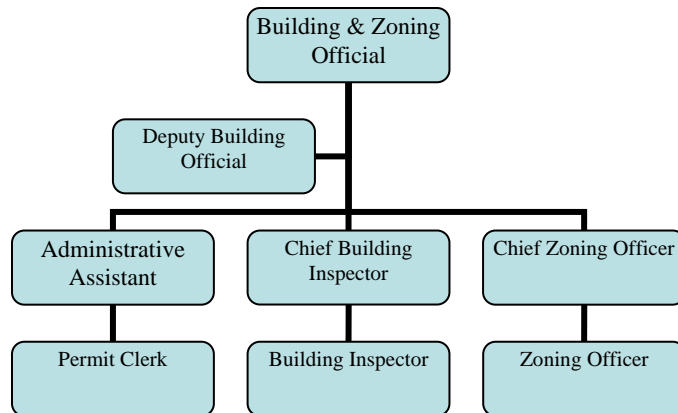 Building & Zoning
Official
Deputy Building
Official
Administrative
Assistant
Chief Building
Inspector
Chief Zoning Officer
Permit Clerk
Building Inspector
Zoning Officer